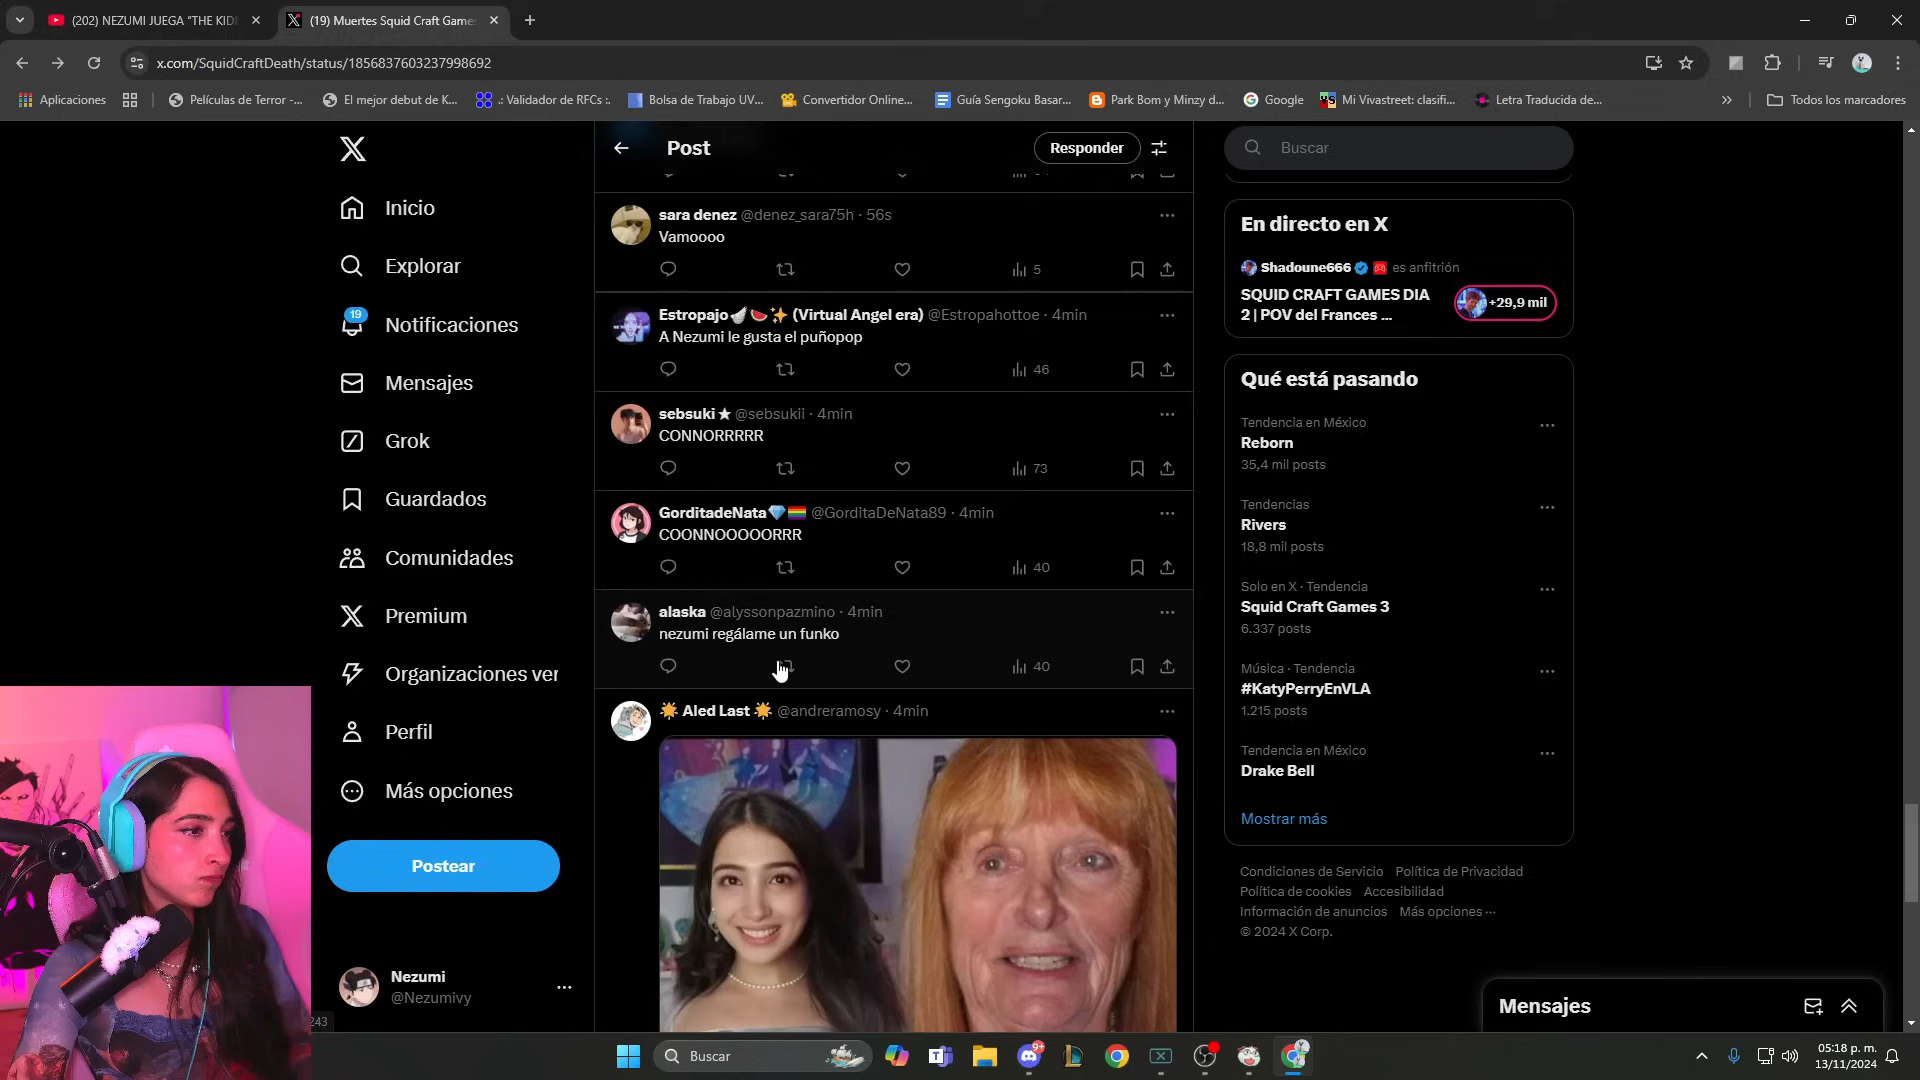 (202) NEZUMI JUEGA "THE KID
(19) Muertes Squid Craft Game
x.com/SquidCraftDeath/status/1856837603237998692
Aplicaciones
Películas de Terror -...
El mejor debut de K...
.: Validador de RFCs :.
Bolsa de Trabajo UV...
Convertidor Online...
Guía Sengoku Basar...
Park Bom y Minzy d...
Google
Mi Vivastreet: clasifi...
Letra Traducida de...
Todos los marcadores
Inicio
Explorar
19
Notificaciones
Mensajes
Grok
Guardados
Comunidades
Premium
Organizaciones ver
Perfil
Más opciones
Postear
Nezumi
@Nezumivy
243
Post
Responder
sara denez @denez_sara75h · 56s
Vamoooo
5
Estropajo (Virtual Angel era) @Estropahottoe · 4min
A Nezumi le gusta el puñopop
46
sebsuki ★ @sebsukii · 4min
CONNORRRRR
73
GorditadeNata @GorditaDeNata89 · 4min
COONNOOOOORRR
40
alaska @alyssonpazmino · 4min
nezumi regálame un funko
40
Aled Last @andreramosy · 4min
Buscar
En directo en X
Shadoune666 es anfitrión
SQUID CRAFT GAMES DIA
2 | POV del Frances ...
+29,9 mil
Qué está pasando
Tendencia en México
Reborn
35,4 mil posts
Tendencias
Rivers
18,8 mil posts
Solo en X · Tendencia
Squid Craft Games 3
6.337 posts
Música · Tendencia
#KatyPerryEnVLA
1.215 posts
Tendencia en México
Drake Bell
Mostrar más
Condiciones de Servicio Política de Privacidad
Política de cookies Accesibilidad
Información de anuncios Más opciones ···
© 2024 X Corp.
Mensajes
Buscar
9+
05:18 p. m.
13/11/2024